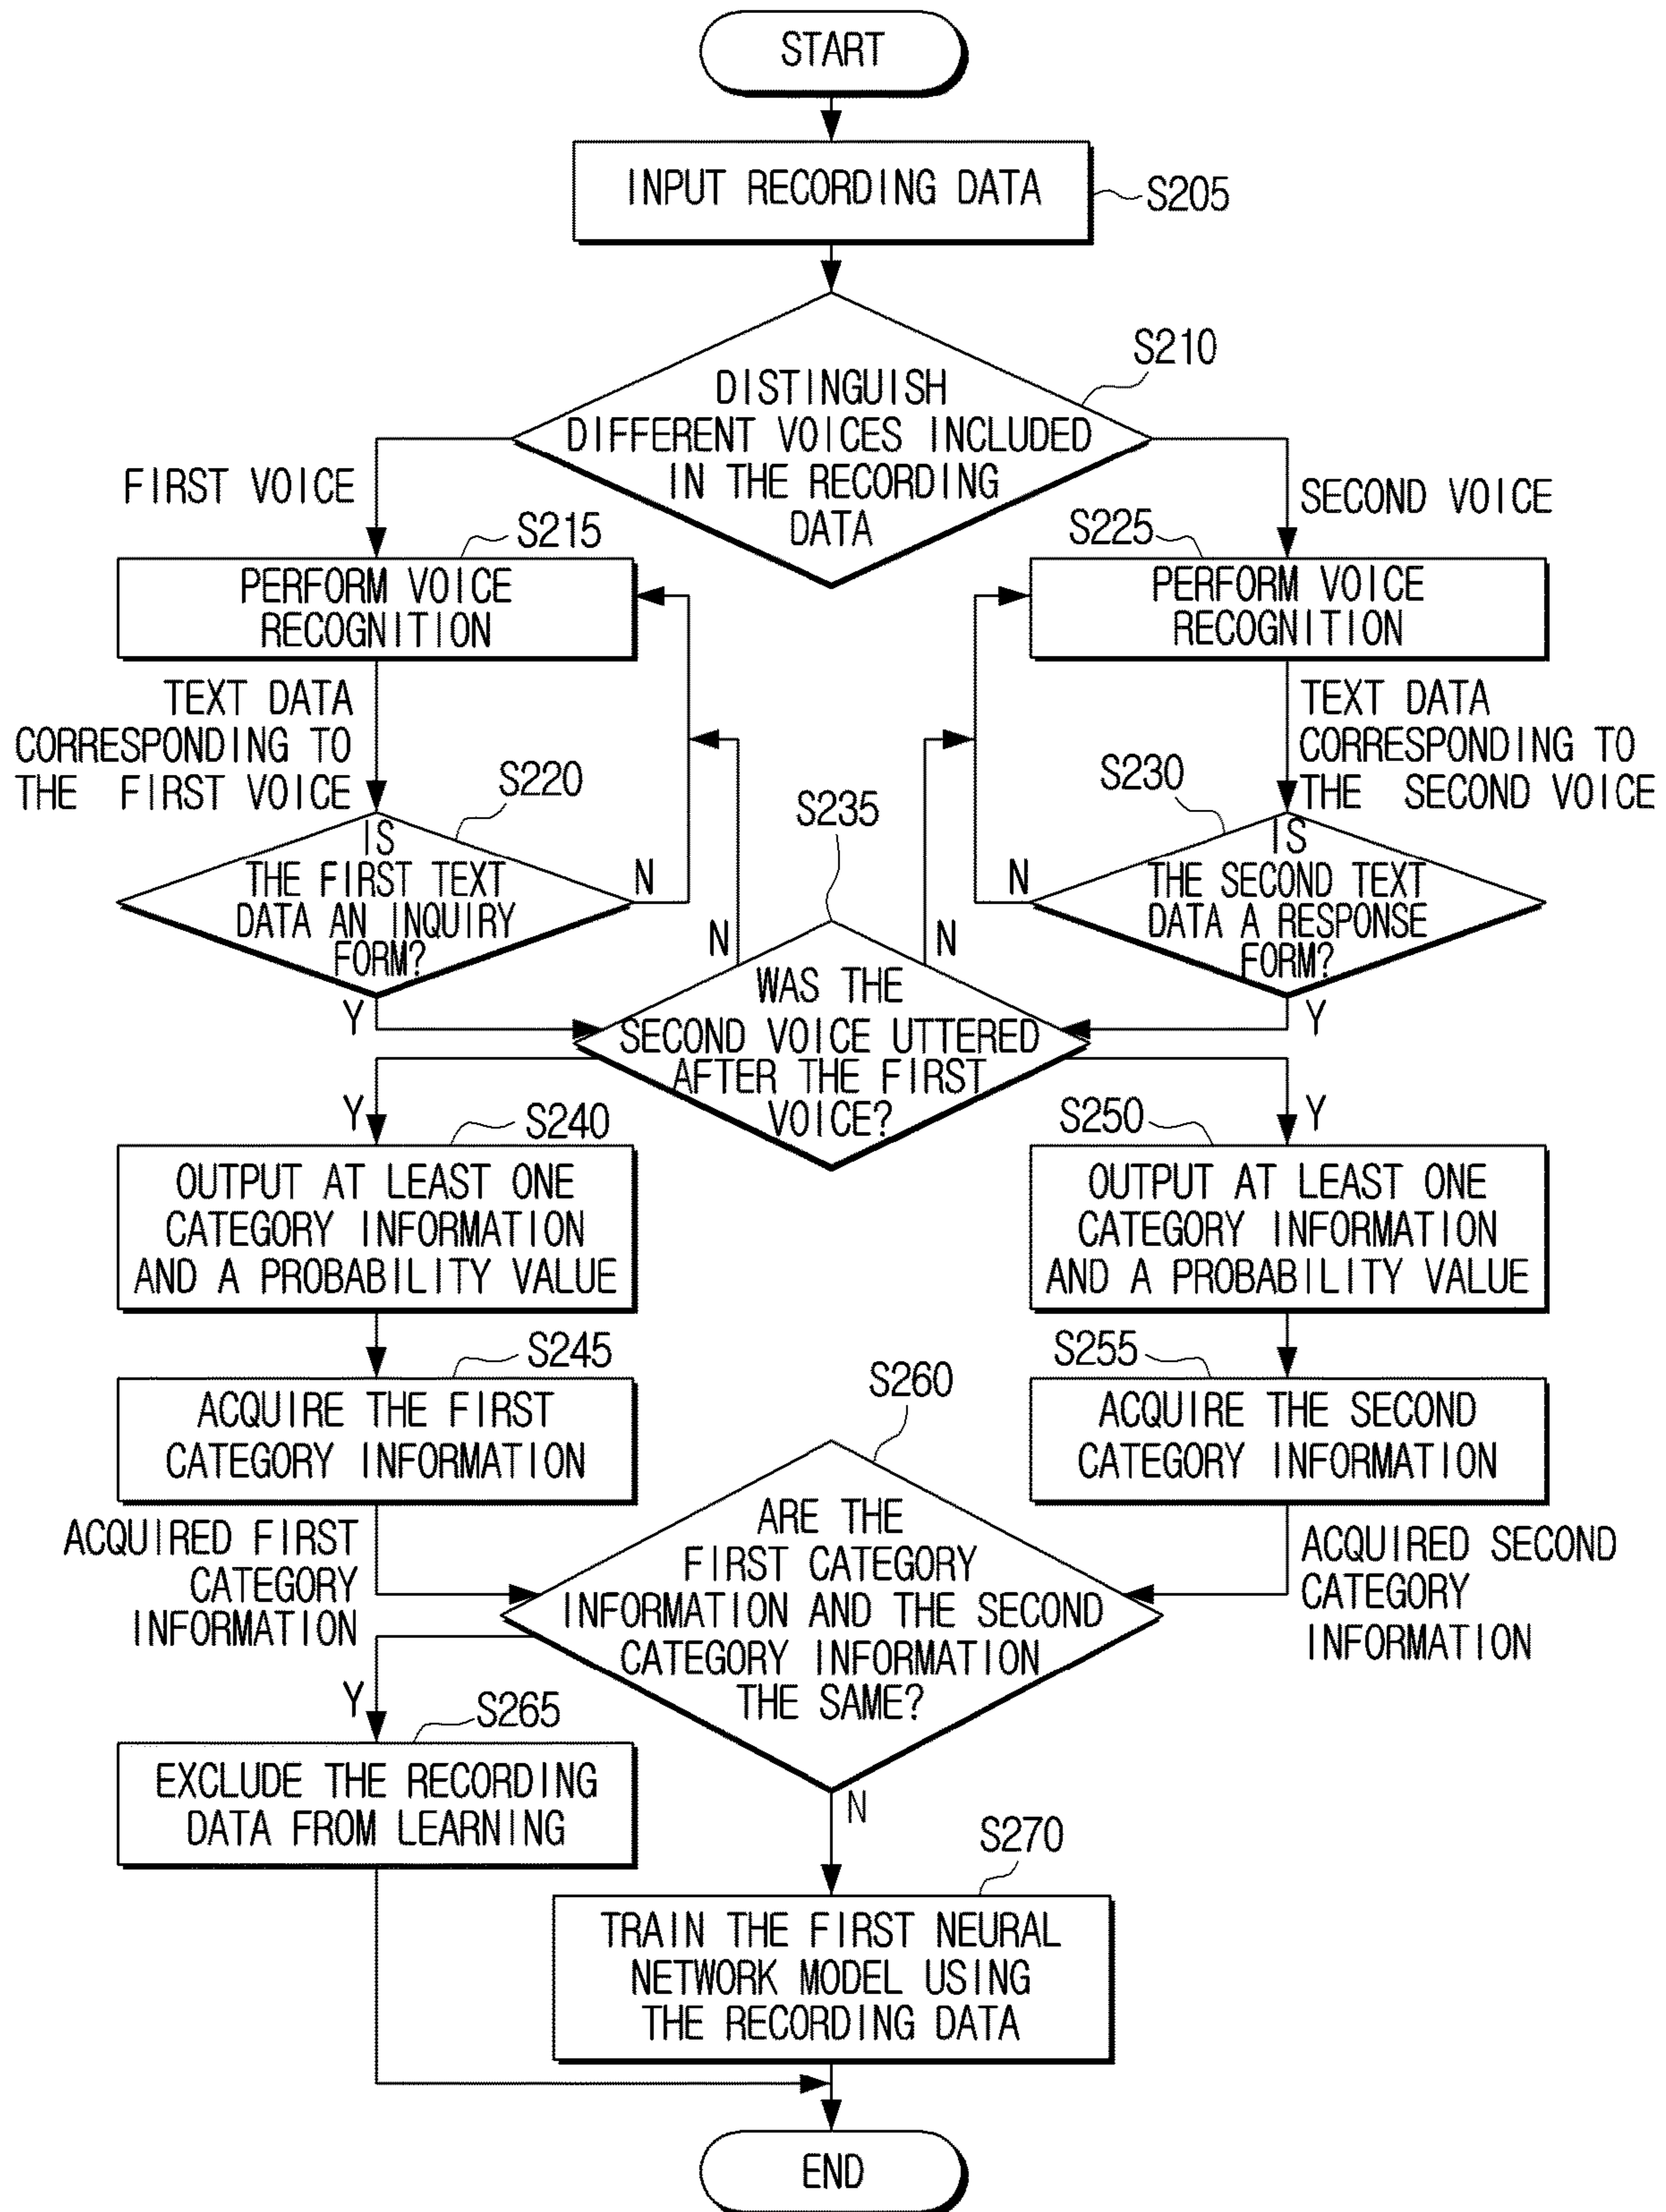 START
INPUT RECORDING DATA
S205
S210
DISTINGUISH
DIFFERENT VOICES INCLUDED
IN THE RECORDING
DATA
FIRST VOICE
SECOND VOICE
S215
PERFORM VOICE
RECOGNITION
S225
PERFORM VOICE
RECOGNITION
TEXT DATA
CORRESPONDING TO
THE FIRST VOICE
TEXT DATA
CORRESPONDING TO
THE SECOND VOICE
S220
IS
THE FIRST TEXT
DATA AN INQUIRY
FORM?
N
Y
S230
IS
THE SECOND TEXT
DATA A RESPONSE
FORM?
N
Y
S235
N
N
WAS THE
SECOND VOICE UTTERED
AFTER THE FIRST
VOICE?
Y
Y
S240
OUTPUT AT LEAST ONE
CATEGORY INFORMATION
AND A PROBABILITY VALUE
S250
OUTPUT AT LEAST ONE
CATEGORY INFORMATION
AND A PROBABILITY VALUE
S245
ACQUIRE THE FIRST
CATEGORY INFORMATION
S255
ACQUIRE THE SECOND
CATEGORY INFORMATION
ACQUIRED FIRST
CATEGORY
INFORMATION
ACQUIRED SECOND
CATEGORY
INFORMATION
S260
ARE THE
FIRST CATEGORY
INFORMATION AND THE SECOND
CATEGORY INFORMATION
THE SAME?
Y
N
S265
EXCLUDE THE RECORDING
DATA FROM LEARNING
S270
TRAIN THE FIRST NEURAL
NETWORK MODEL USING
THE RECORDING DATA
END